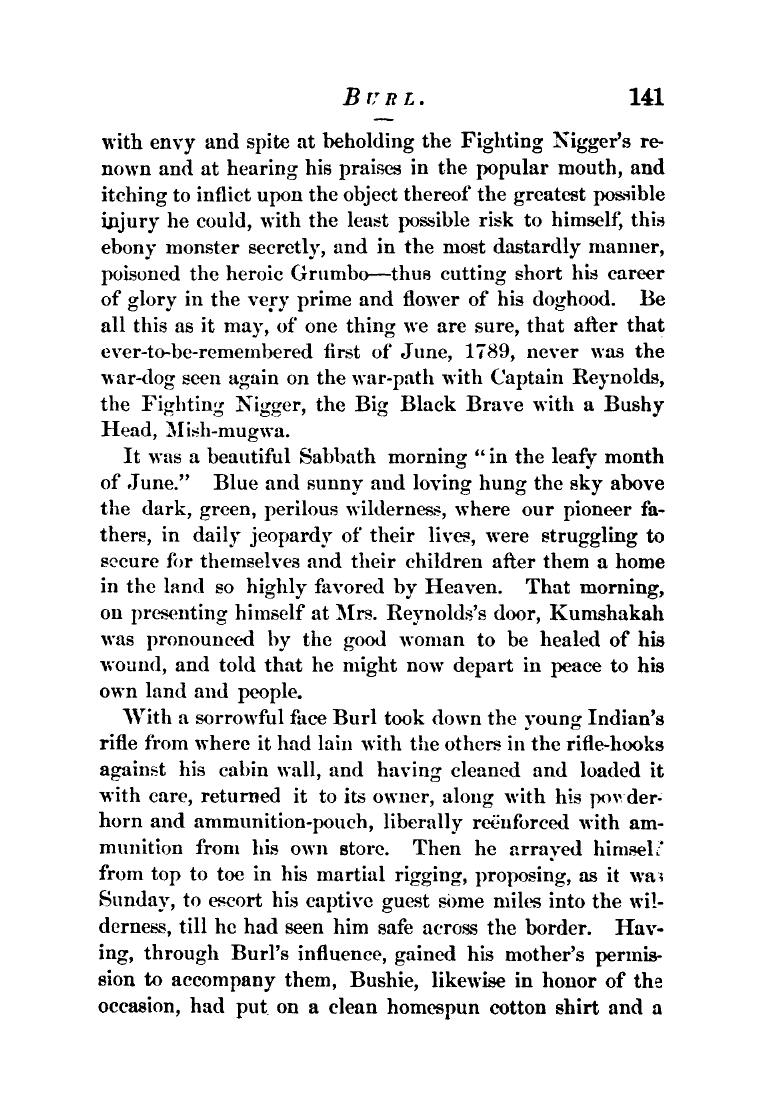 BURL. 141
with envy and spite at beholding the Fighting Nigger's re-
nown and at hearing his praises in the popular mouth, and
itching to inflict upon the object thereof the greatest possible
injury he could, with the least possible risk to himself, this
ebony monster secretly, and in the most dastardly manner,
poisoned the heroic Grumbo—thus cutting short his career
of glory in the very prime and flower of his doghood. Be
all this as it may, of one thing we are sure, that after that
ever-to-be-remembered first of June, 1789, never was the
war-dog seen again on the war-path with Captain Reynolds,
the Fighting Nigger, the Big Black Brave with a Bushy
Head, Mish-mugwa.
It was a beautiful Sabbath morning "in the leafy month
of June." Blue and sunny and loving hung the sky above
the dark, green, perilous wilderness, where our pioneer fa-
thers, in daily jeopardy of their lives, were struggling to
secure for themselves and their children after them a home
in the land so highly favored by Heaven. That morning,
on presenting himself at Mrs. Reynolds's door, Kumshakah
was pronounced by the good woman to be healed of his
wound, and told that he might now depart in peace to his
own land and people.
With a sorrowful face Burl took down the young Indian's
rifle from where it had lain with the others in the rifle-hooks
against his cabin wall, and having cleaned and loaded it
with care, returned it to its owner, along with his powder-
horn and ammunition-pouch, liberally reënforced with am-
munition from his own store. Then he arrayed himself
from top to toe in his martial rigging, proposing, as it was
Sunday, to escort his captive guest some miles into the wil-
derness, till he had seen him safe across the border. Hav-
ing, through Burl's influence, gained his mother's permis-
sion to accompany them, Bushie, likewise in honor of the
occasion, had put on a clean homespun cotton shirt and a